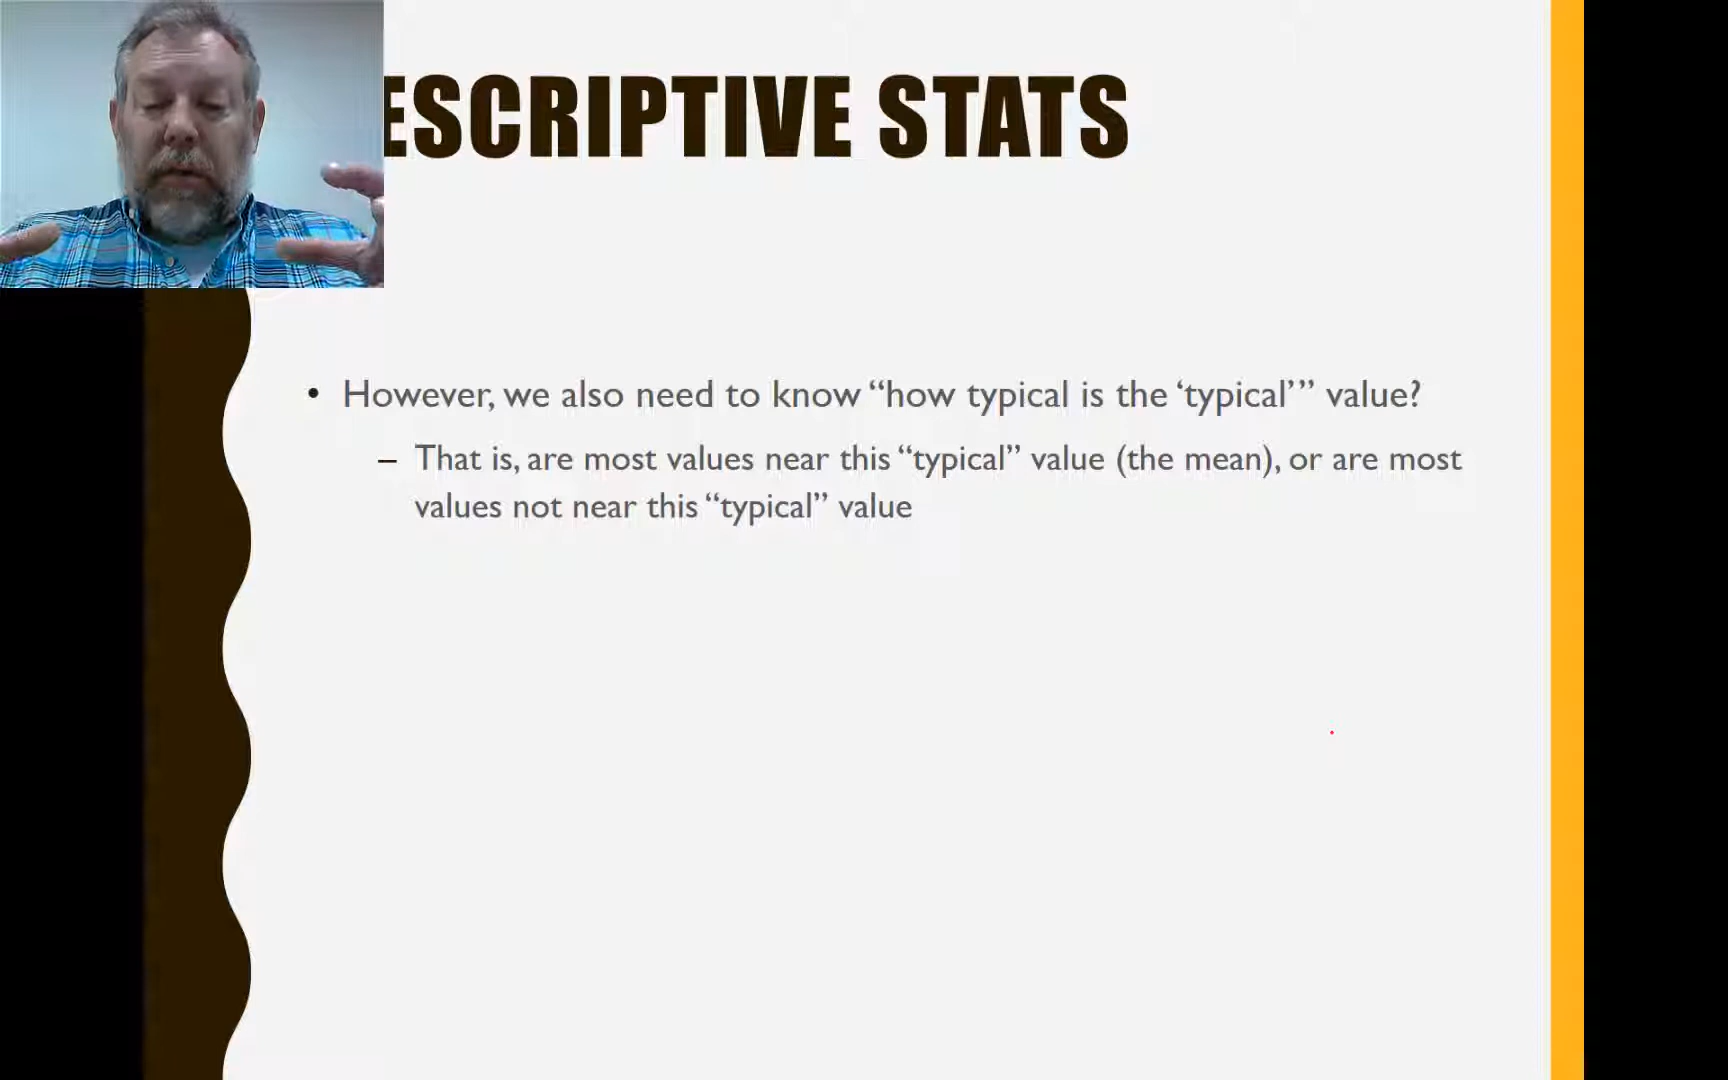 ESCRIPTIVE STATS
• However, we also need to know “how typical is the ‘typical’” value?
– That is, are most values near this “typical” value (the mean), or are most
values not near this “typical” value